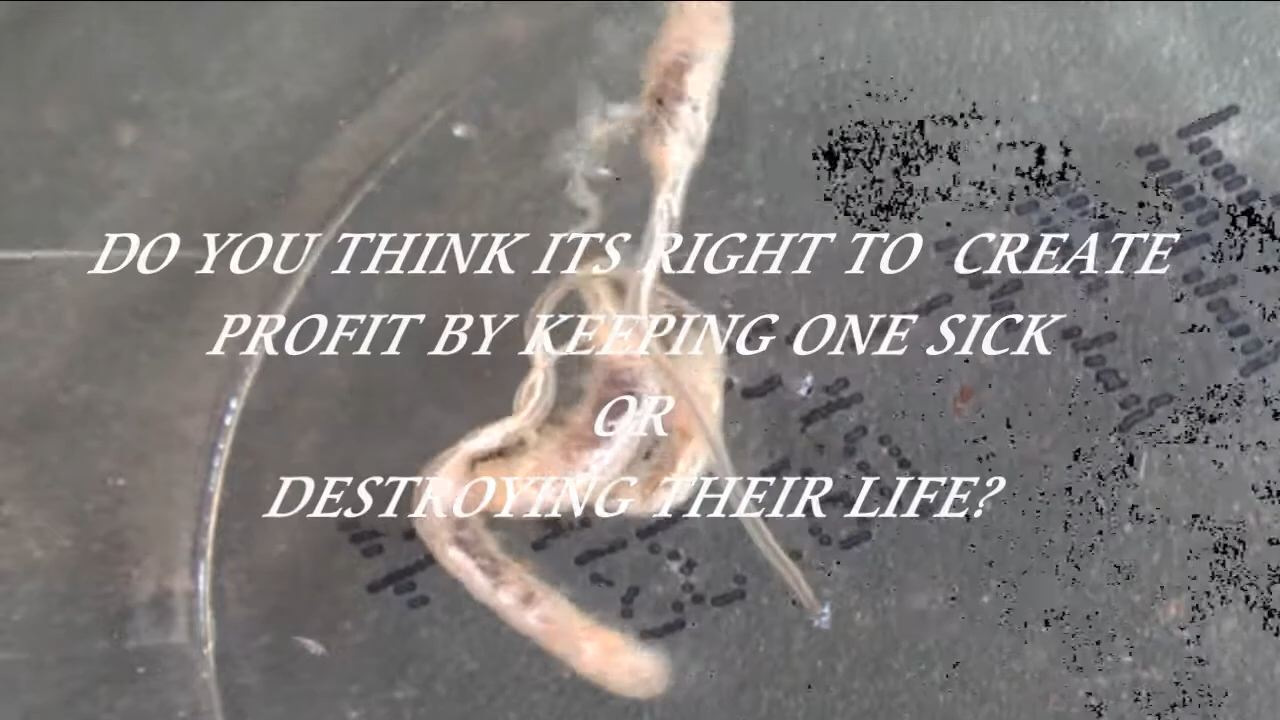 DO YOU THINK ITS RIGHT TO CREATE
PROFIT BY KEEPING ONE SICK
OR
DESTROYING THEIR LIFE?